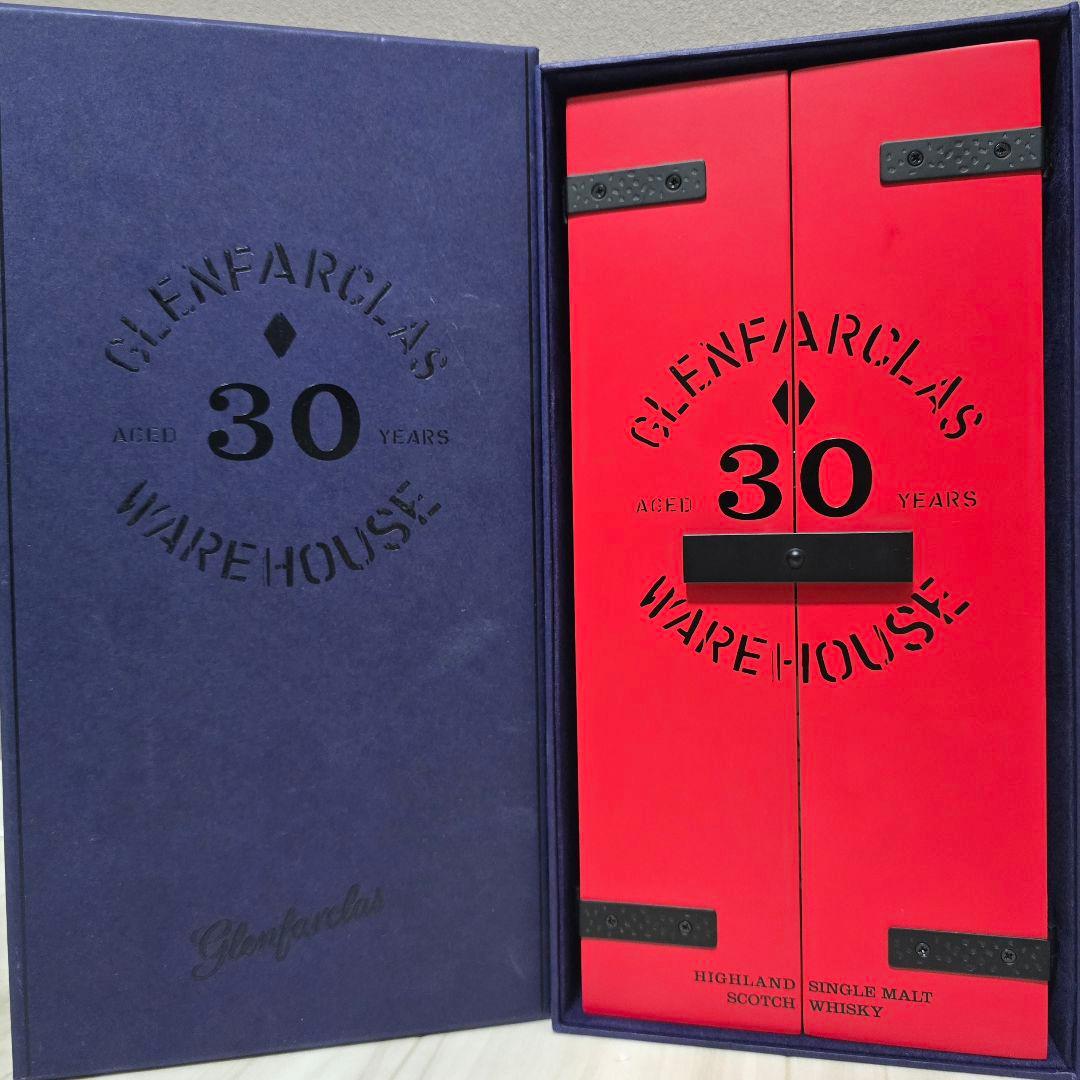 GLENFARCLAS
AGED 30 YEARS
WAREHOUSE
Glenfarclas
GLENFARCLAS
AGED 30 YEARS
WAREHOUSE
HIGHLAND SINGLE MALT
SCOTCH WHISKY